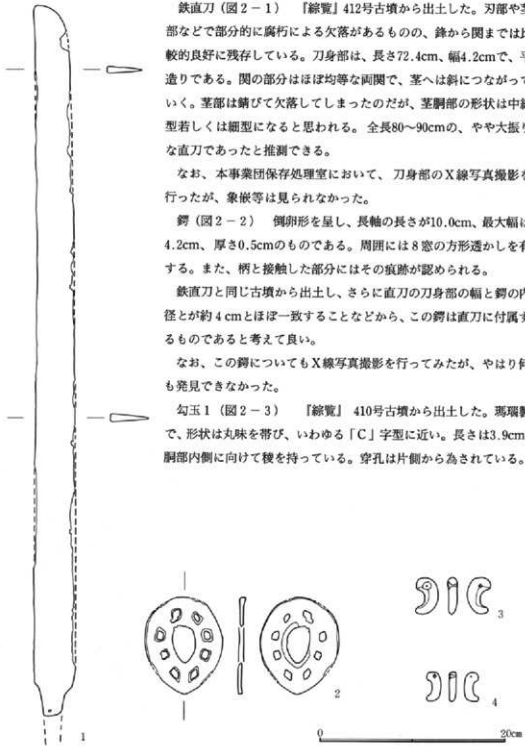 鉄直刀（図2－1）　『綜覧』412号古墳から出土した。刃部や茎
部などで部分的に腐朽による欠落があるものの、鋒から関までは比
較的良好に残存している。刀身部は、長さ72.4cm、幅4.2cmで、平
造りである。関の部分はほぼ均等な両関で、茎へは斜につながって
いく。茎部は錆びて欠落してしまったのだが、茎胴部の形状は中細
型若しくは細型になると思われる。全長80～90cmの、やや大振り
な直刀であったと推測できる。
なお、本事業団保存処理室において、刀身部のX線写真撮影を
行ったが、象嵌等は見られなかった。
鍔（図2－2）　倒卵形を呈し、長軸の長さが10.0cm、最大幅は
4.2cm、厚さ0.5cmのものである。周囲には8窓の方形透かしを有
する。また、柄と接触した部分にはその痕跡が認められる。
鉄直刀と同じ古墳から出土し、さらに直刀の刀身部の幅と鍔の内
径とが約4cmとほぼ一致することなどから、この鍔は直刀に付属す
るものであると考えて良い。
なお、この鍔についてもX線写真撮影を行ってみたが、やはり何
も発見できなかった。
勾玉1（図2－3）　『綜覧』410号古墳から出土した。瑪瑙製
で、形状は丸味を帯び、いわゆる「C」字型に近い。長さは3.9cm
胴部内側に向けて稜を持っている。穿孔は片側から為されている。
1
2
3
4
0 20cm